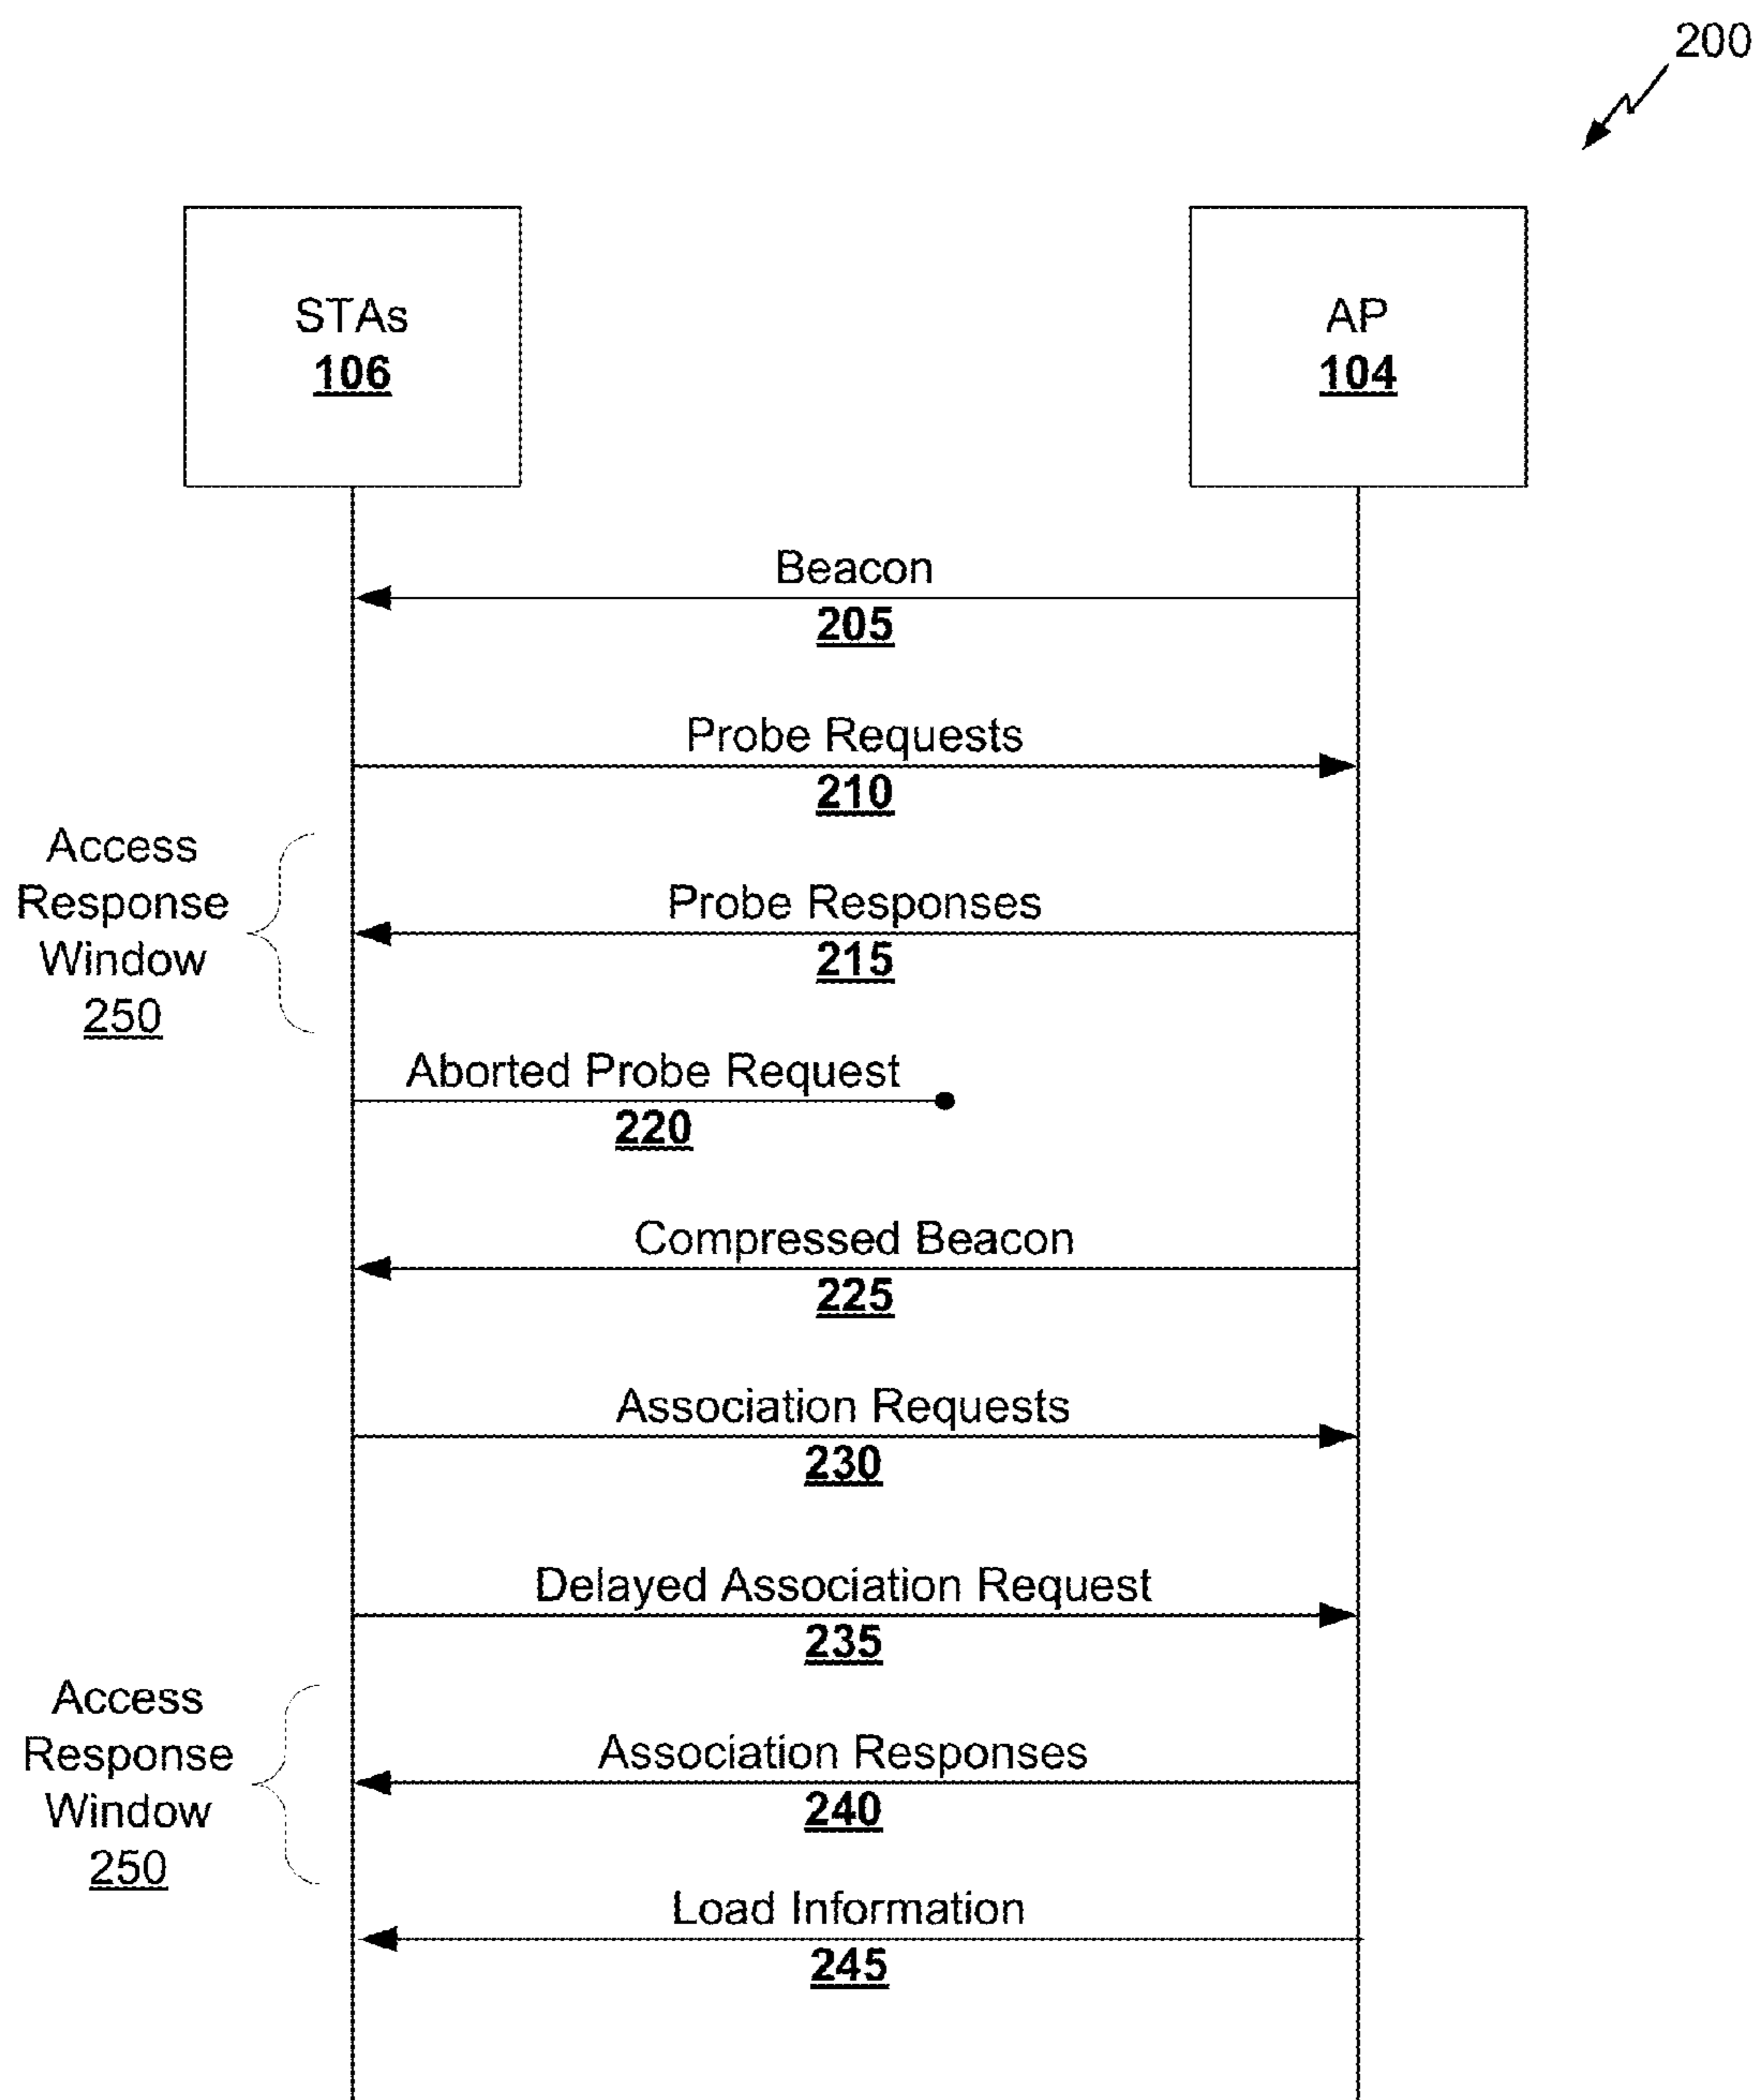 200
STAs
106
AP
104
Beacon
205
Probe Requests
210
Access
Response
Window
250
Probe Responses
215
Aborted Probe Request
220
Compressed Beacon
225
Association Requests
230
Delayed Association Request
235
Access
Response
Window
250
Association Responses
240
Load Information
245